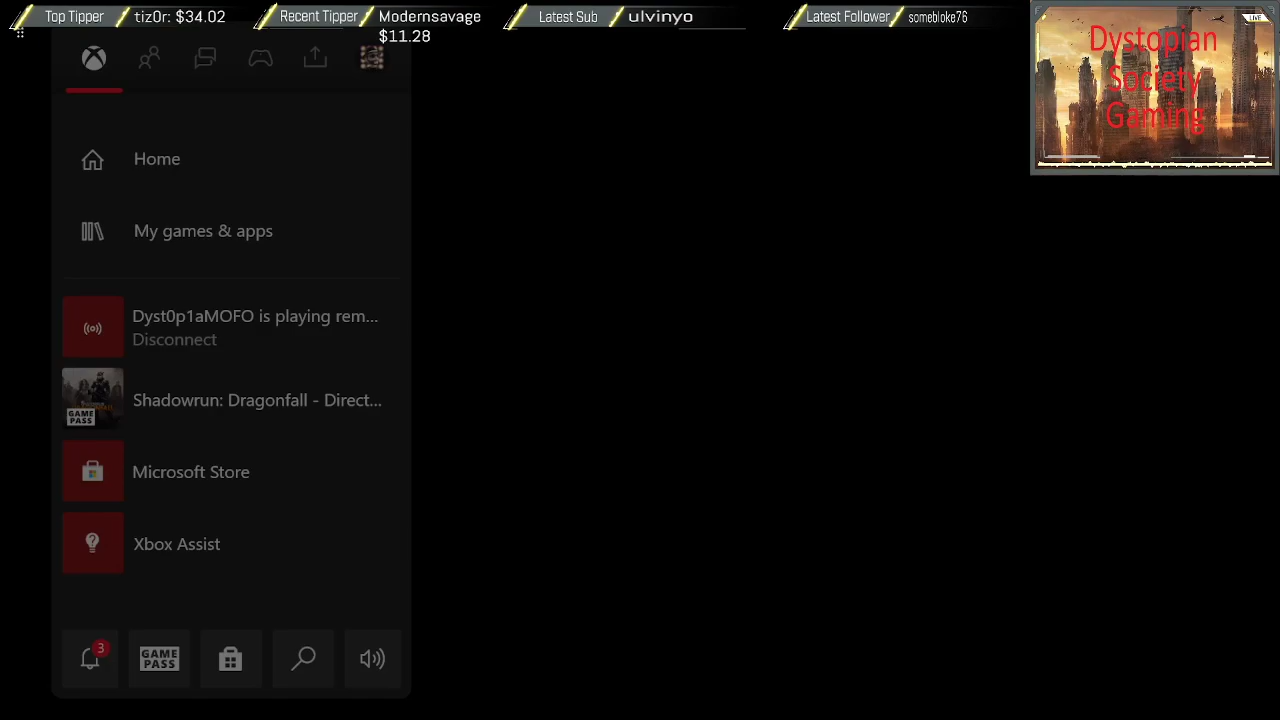 Top Tipper tiz0r: $34.02 Recent Tipper Modernsavage Latest Sub ulvinyo Latest Follower somebloke76
$11.28
LIVE
Dystopian
Society
Gaming
Home
My games & apps
Dyst0p1aMOFO is playing rem...
Disconnect
Shadowrun: Dragonfall - Direct...
GAME
PASS
Microsoft Store
Xbox Assist
3
GAME
PASS